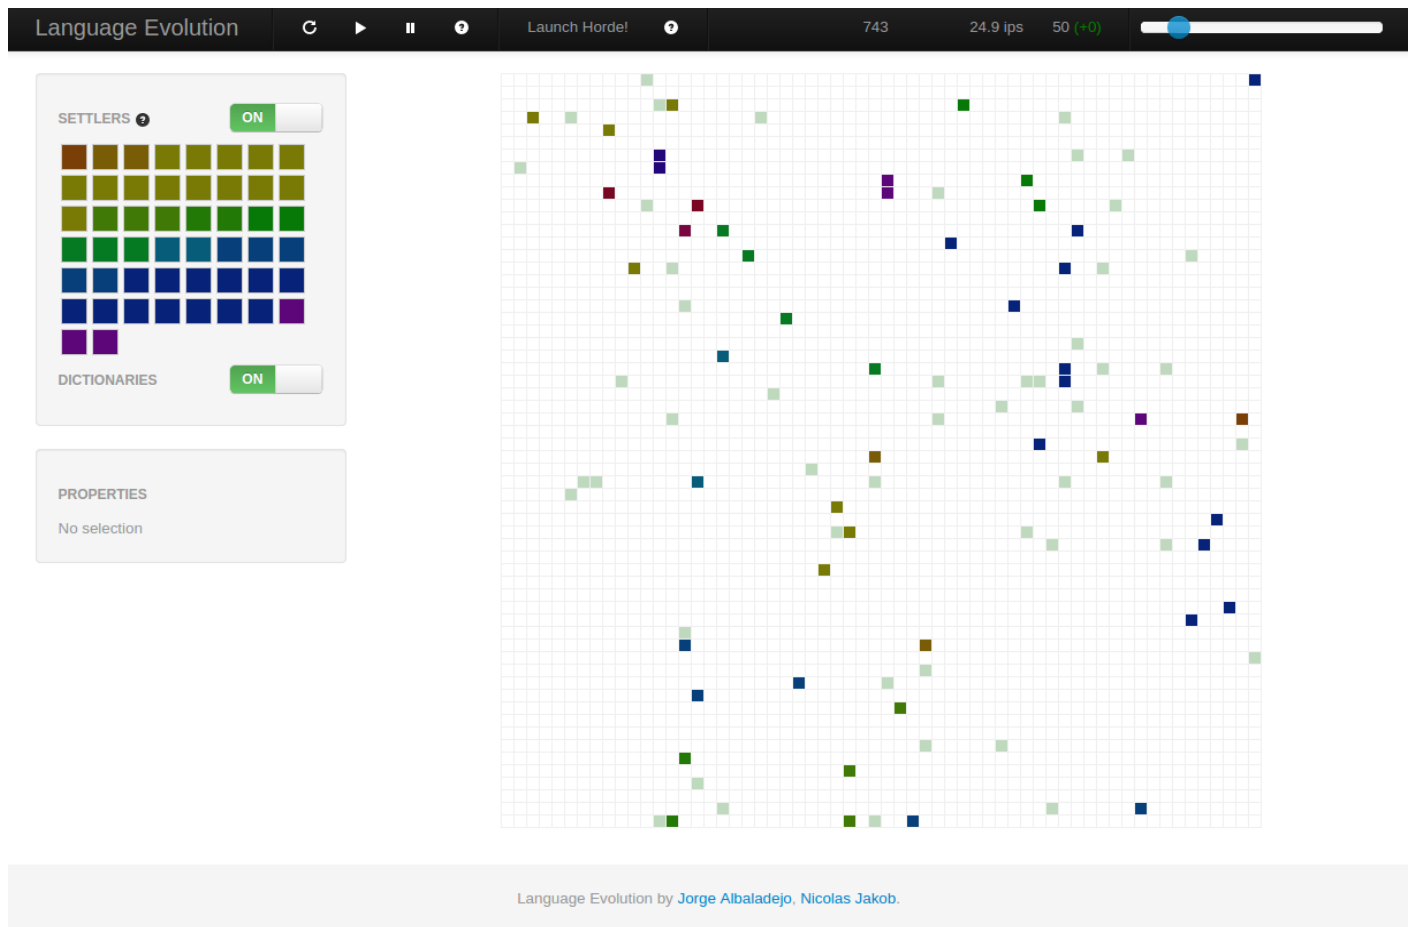 Language Evolution Launch Horde! 743 24.9 ips 50 (+0)
SETTLERS ON
DICTIONARIES ON
PROPERTIES
No selection
Language Evolution by Jorge Albaladejo, Nicolas Jakob.